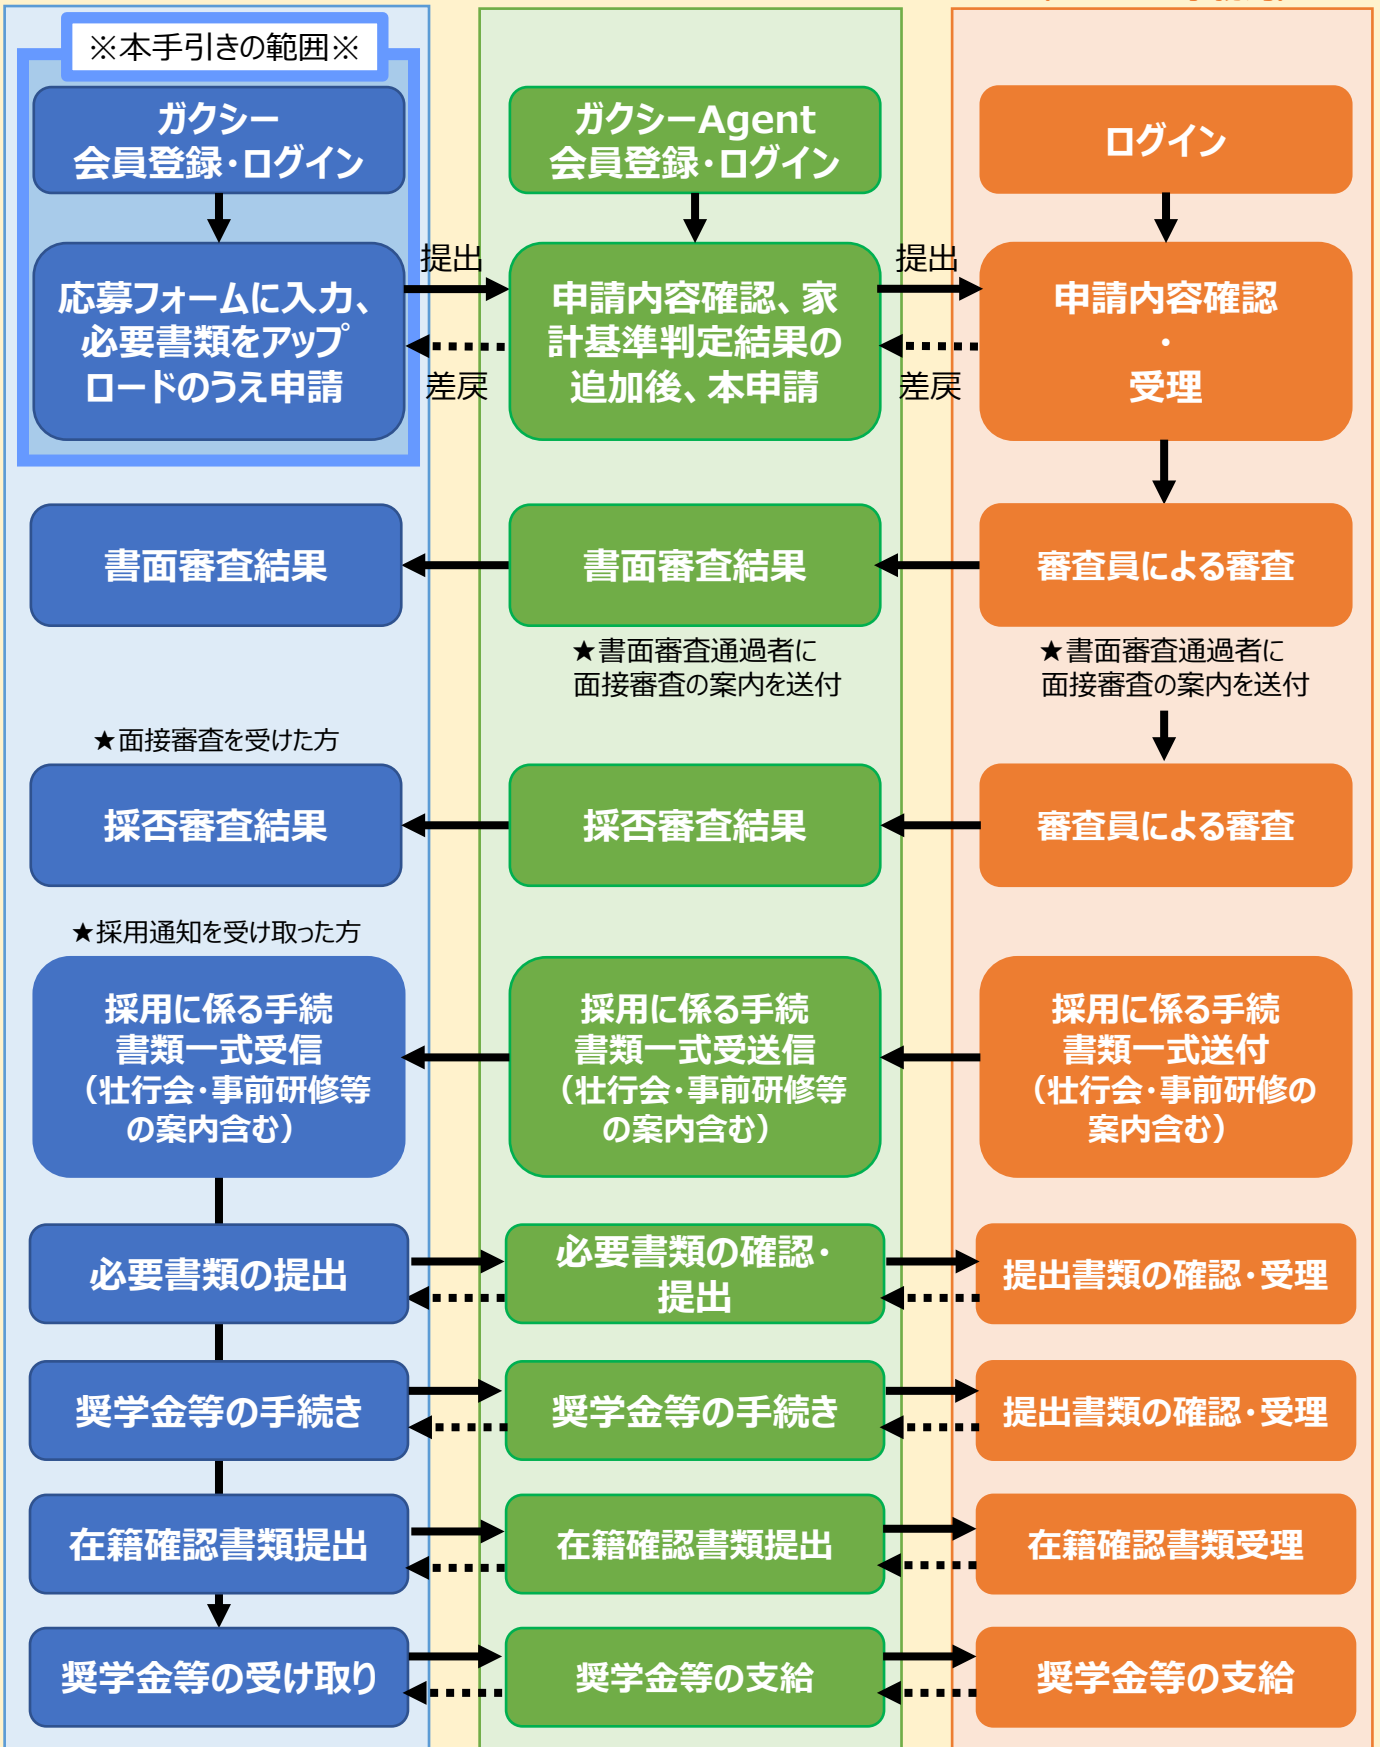 ※本手引きの範囲※
ガクシー
会員登録・ログイン
ガクシーAgent
会員登録・ログイン
ログイン
応募フォームに入力、
必要書類をアップ
ロードのうえ申請
提出
差戻
申請内容確認、家
計基準判定結果の
追加後、本申請
提出
差戻
申請内容確認
・
受理
書面審査結果
書面審査結果
審査員による審査
★書面審査通過者に
面接審査の案内を送付
★書面審査通過者に
面接審査の案内を送付
★面接審査を受けた方
採否審査結果
採否審査結果
審査員による審査
★採用通知を受け取った方
採用に係る手続
書類一式受信
（壮行会・事前研修等
の案内含む）
採用に係る手続
書類一式受送信
（壮行会・事前研修等
の案内含む）
採用に係る手続
書類一式送付
（壮行会・事前研修の
案内含む）
必要書類の提出
必要書類の確認・
提出
提出書類の確認・受理
奨学金等の手続き
奨学金等の手続き
提出書類の確認・受理
在籍確認書類提出
在籍確認書類提出
在籍確認書類受理
奨学金等の受け取り
奨学金等の支給
奨学金等の支給